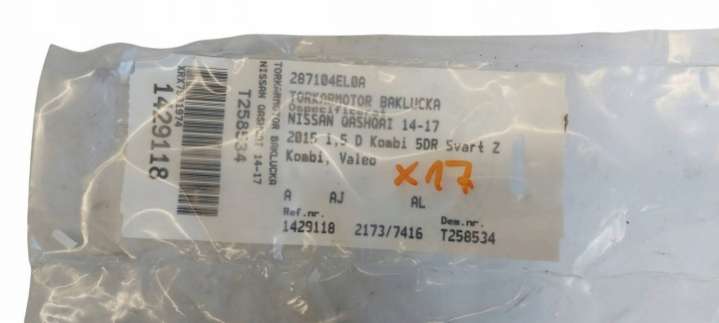 287104EL0A
TORKARMOTOR BAKLUCKA
Ospecificerat
NISSAN QASHQAI 14-17
2015 1,5 D Kombi 5DR Svart Z
Kombi, Valeo
X17
A AJ AL
Ref.nr. Dem.nr.
1429118 2173/7416 T258534
1429118
TORKARMOTOR BAKLUCKA
NISSAN QASHQAI 14-17
T258534